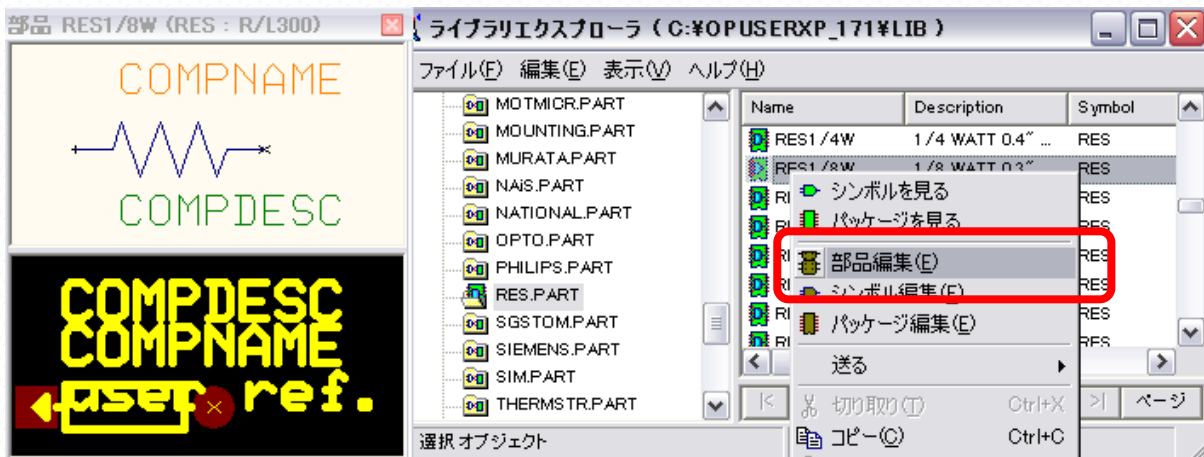 部品 RES1/8W (RES : R/L300)
COMPNAME
COMPDESC
COMPDESC
COMPNAME
user ref.
ライブラリエクスプローラ ( C:¥OPUSERXP_171¥LIB )
ファイル(F) 編集(E) 表示(V) ヘルプ(H)
MOTMICR.PART
MOUNTING.PART
MURATA.PART
NAiS.PART
NATIONAL.PART
OPTO.PART
PHILIPS.PART
RES.PART
SGSTOM.PART
SIEMENS.PART
SIM.PART
THERMSTR.PART
選択オブジェクト
Name Description Symbol
RES1/4W 1/4 WATT 0.4″ ... RES
RES1/8W 1/8 WATT 0.3″ RES
RES
RES
RES
RES
RES
RES
シンボルを見る
パッケージを見る
部品編集(E)
シンボル編集(E)
パッケージ編集(E)
送る
切り取り(T) Ctrl+X
コピー(C) Ctrl+C
ページ